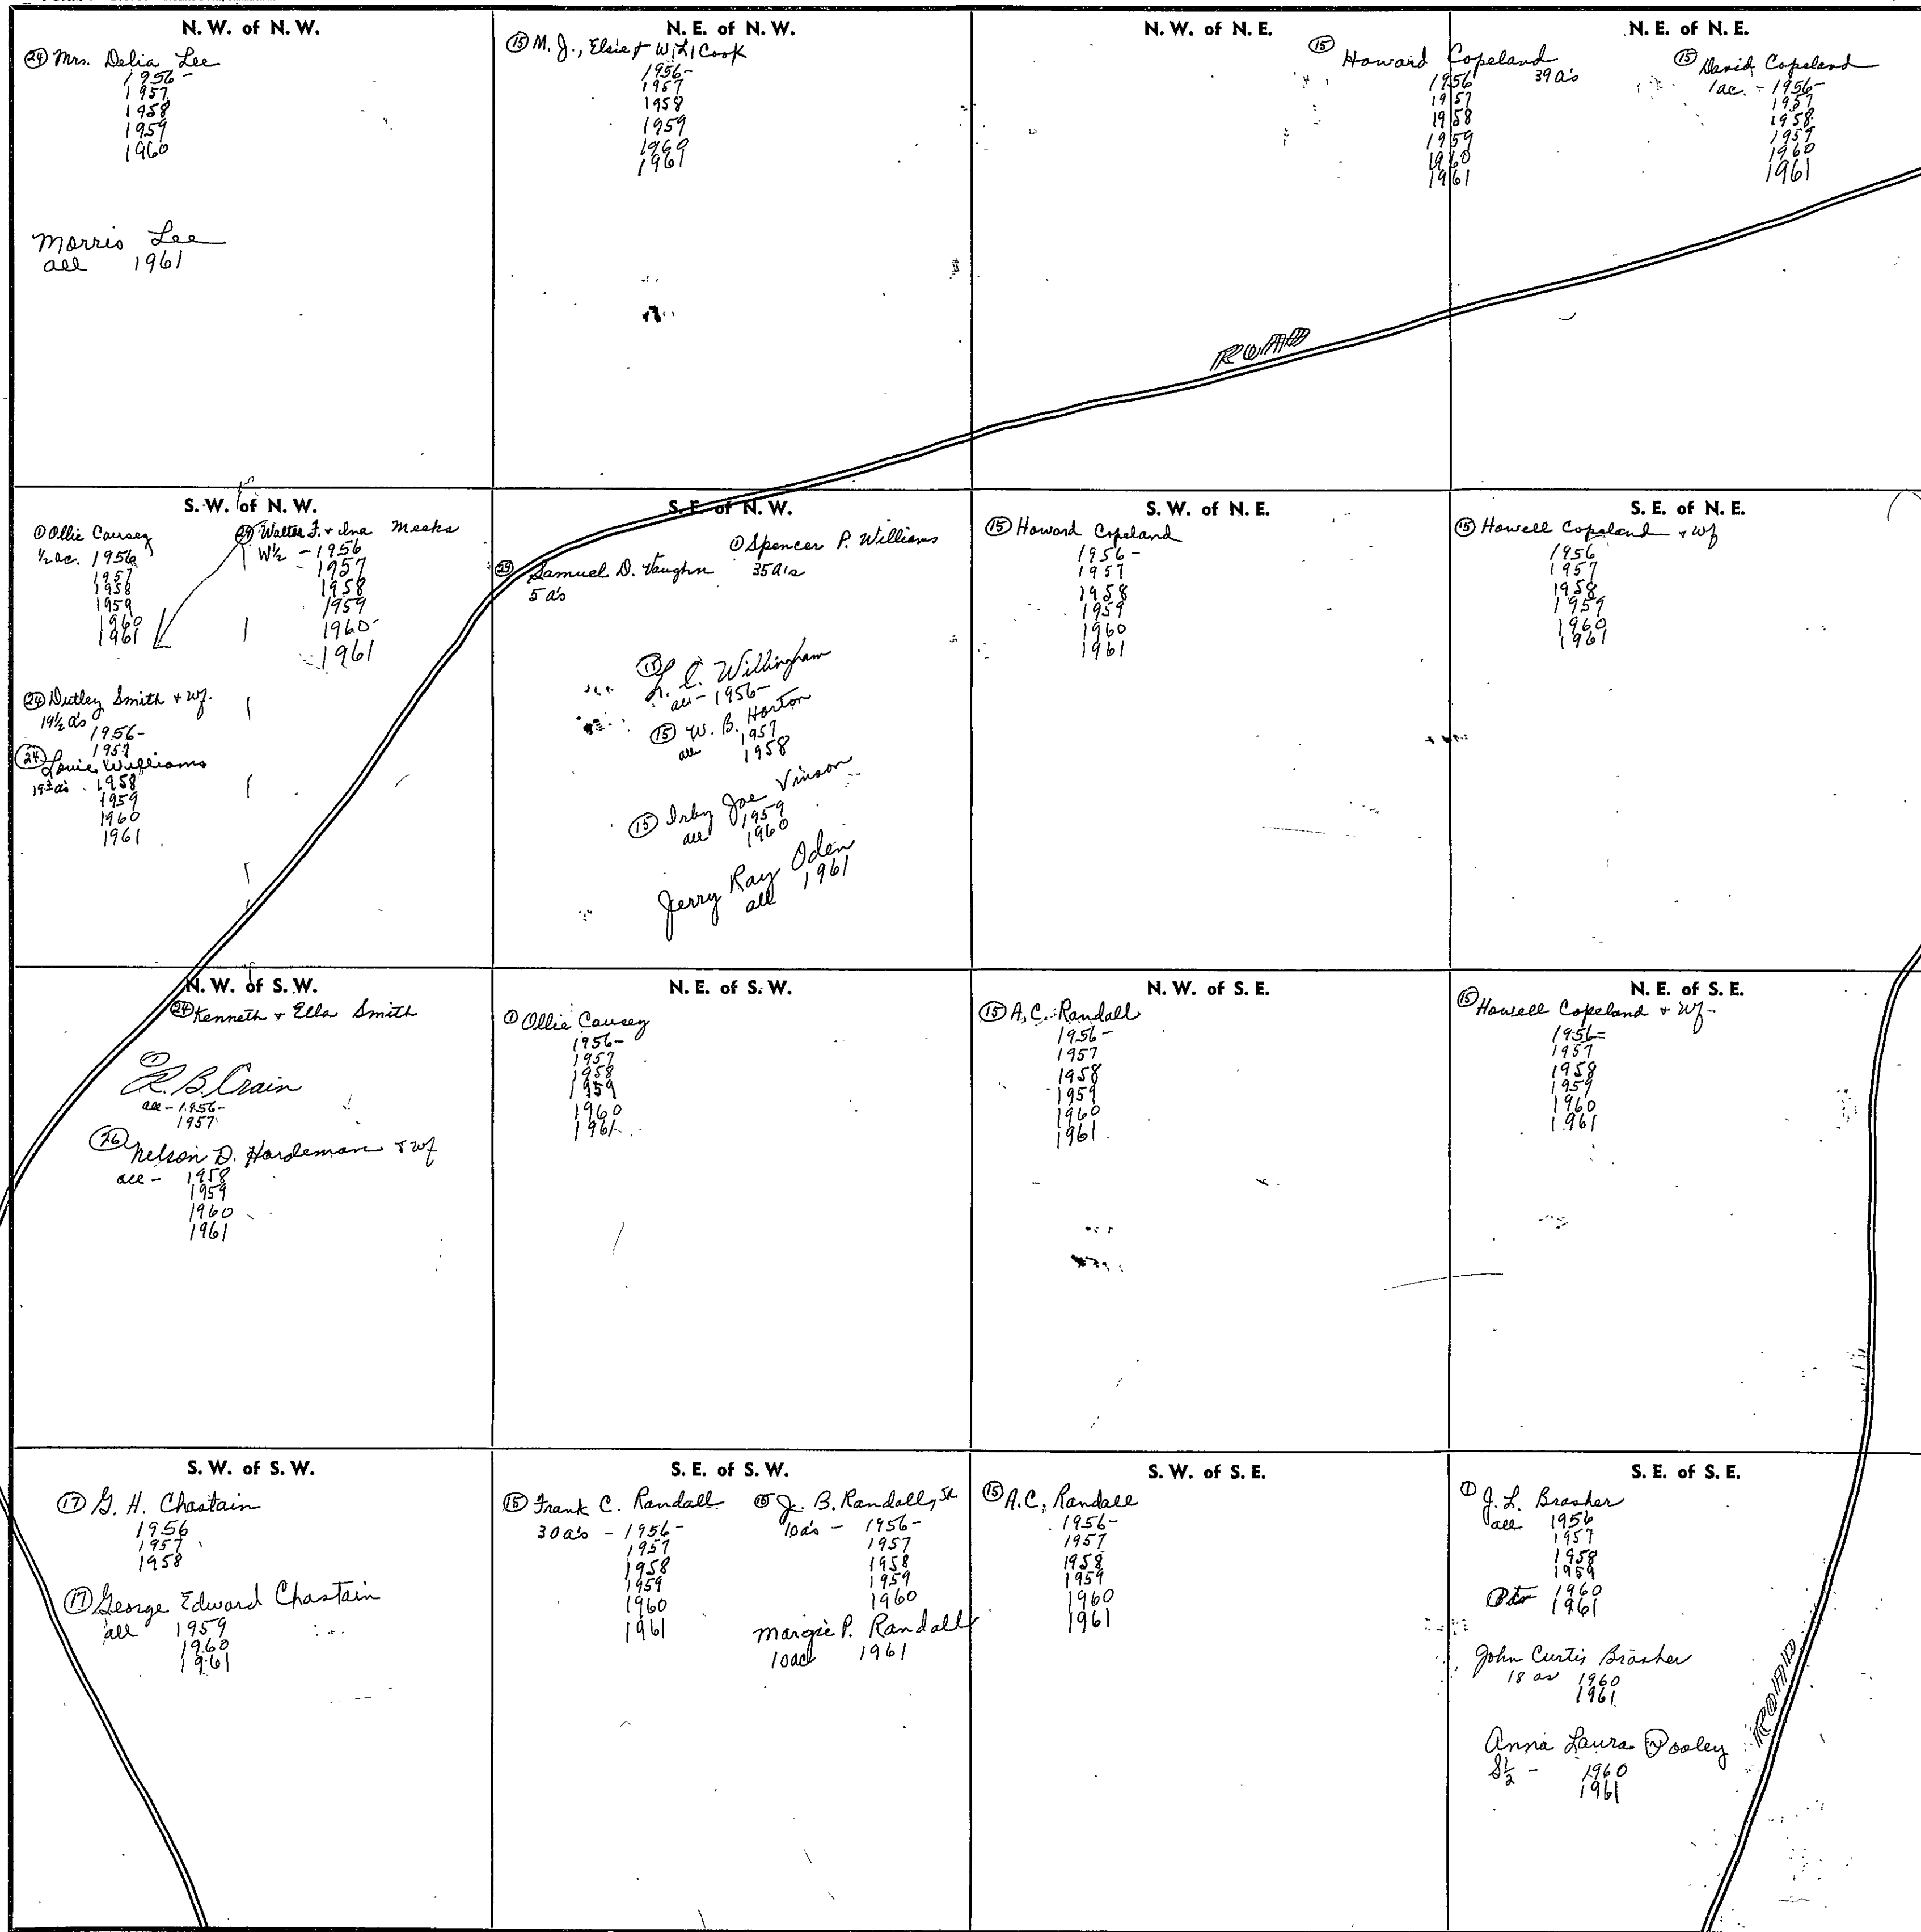 N. W. of N. W.
㉔ Mrs. Delia Lee
1956-
1957
1958
1959
1960
Morris Lee
all 1961
N. E. of N. W.
⑮ M. J., Elsie & W. L. Cook
1956-
1957
1958
1959
1960
1961
N. W. of N. E.
⑮ Howard Copeland
1956 39 a's
1957
1958
1959
1960
1961
ROAD
N. E. of N. E.
⑮ David Copeland
1 ac. - 1956-
1957
1958
1959
1960
1961
S. W. of N. W.
① Ollie Causey
½ ac. 1956
1957
1958
1959
1960
1961
㉔ Walter F. & Ina Meeks
W½ - 1956
- 1957
1958
1959
1960-
1961
㉔ Dutley Smith & Wf.
19½ a's
1956-
1957
㉔ Louie Williams
1958
1959
1960
1961
S. E. of N. W.
① Spencer P. Williams
35 a's
Samuel D. Vaughn
5 a's
L. C. Willingham
all - 1956-
⑮ W. B. Horton
all 1957
1958
⑮ Irby Joe Vinson
all 1959
1960
Jerry Ray Oden
all 1961
S. W. of N. E.
⑮ Howard Copeland
1956-
1957
1958
1959
1960
1961
S. E. of N. E.
⑮ Howell Copeland & wf
1956
1957
1958
1959
1960
1961
N. W. of S. W.
㉔ Kenneth & Ella Smith
①
R. B. Crain
all - 1956-
1957
㉖ Nelson D. Hardeman & wf
all - 1958
1959
1960
1961
N. E. of S. W.
① Ollie Causey
1956-
1957
1958
1959
1960
1961
N. W. of S. E.
⑮ A. C. Randall
1956-
1957
1958
1959
1960
1961
N. E. of S. E.
⑮ Howell Copeland & Wf-
1956-
1957
1958
1959
1960
1961
S. W. of S. W.
⑰ G. H. Chastain
1956
1957
1958
⑰ George Edward Chastain
all 1959
1960
1961
S. E. of S. W.
⑮ Frank C. Randall
30 a's - 1956-
1957
1958
1959
1960
1961
⑮ J. B. Randall, Sr
10 a's - 1956-
1957
1958
1959
1960
Margie P. Randall
10 ac 1961
S. W. of S. E.
⑮ A. C. Randall
1956-
1957
1958
1959
1960
1961
S. E. of S. E.
① J. L. Brasher
all 1956
1957
1958
1959
1960
1961
John Curtis Brasher
18 as 1960
1961
Anna Laura Pooley
S½ - 1960
1961
ROAD